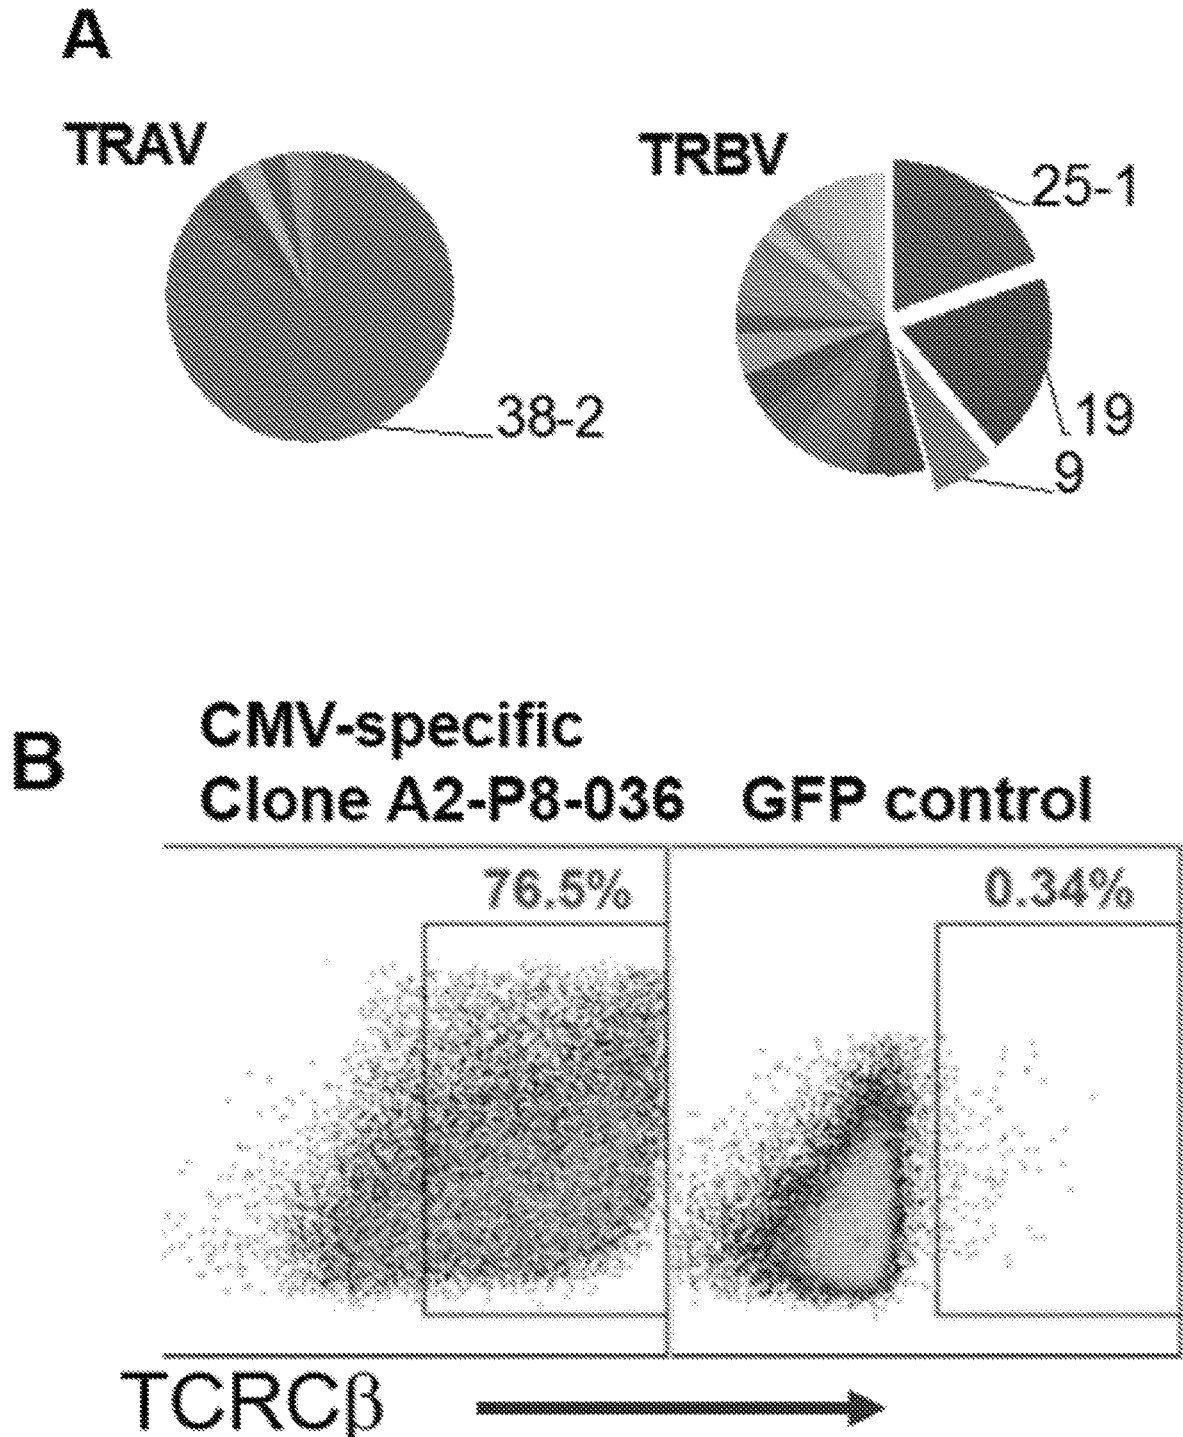 A
TRAV
38-2
TRBV
25-1
19
9
B
CMV-specific
Clone A2-P8-036
GFP control
76.5%
0.34%
TCRCβ